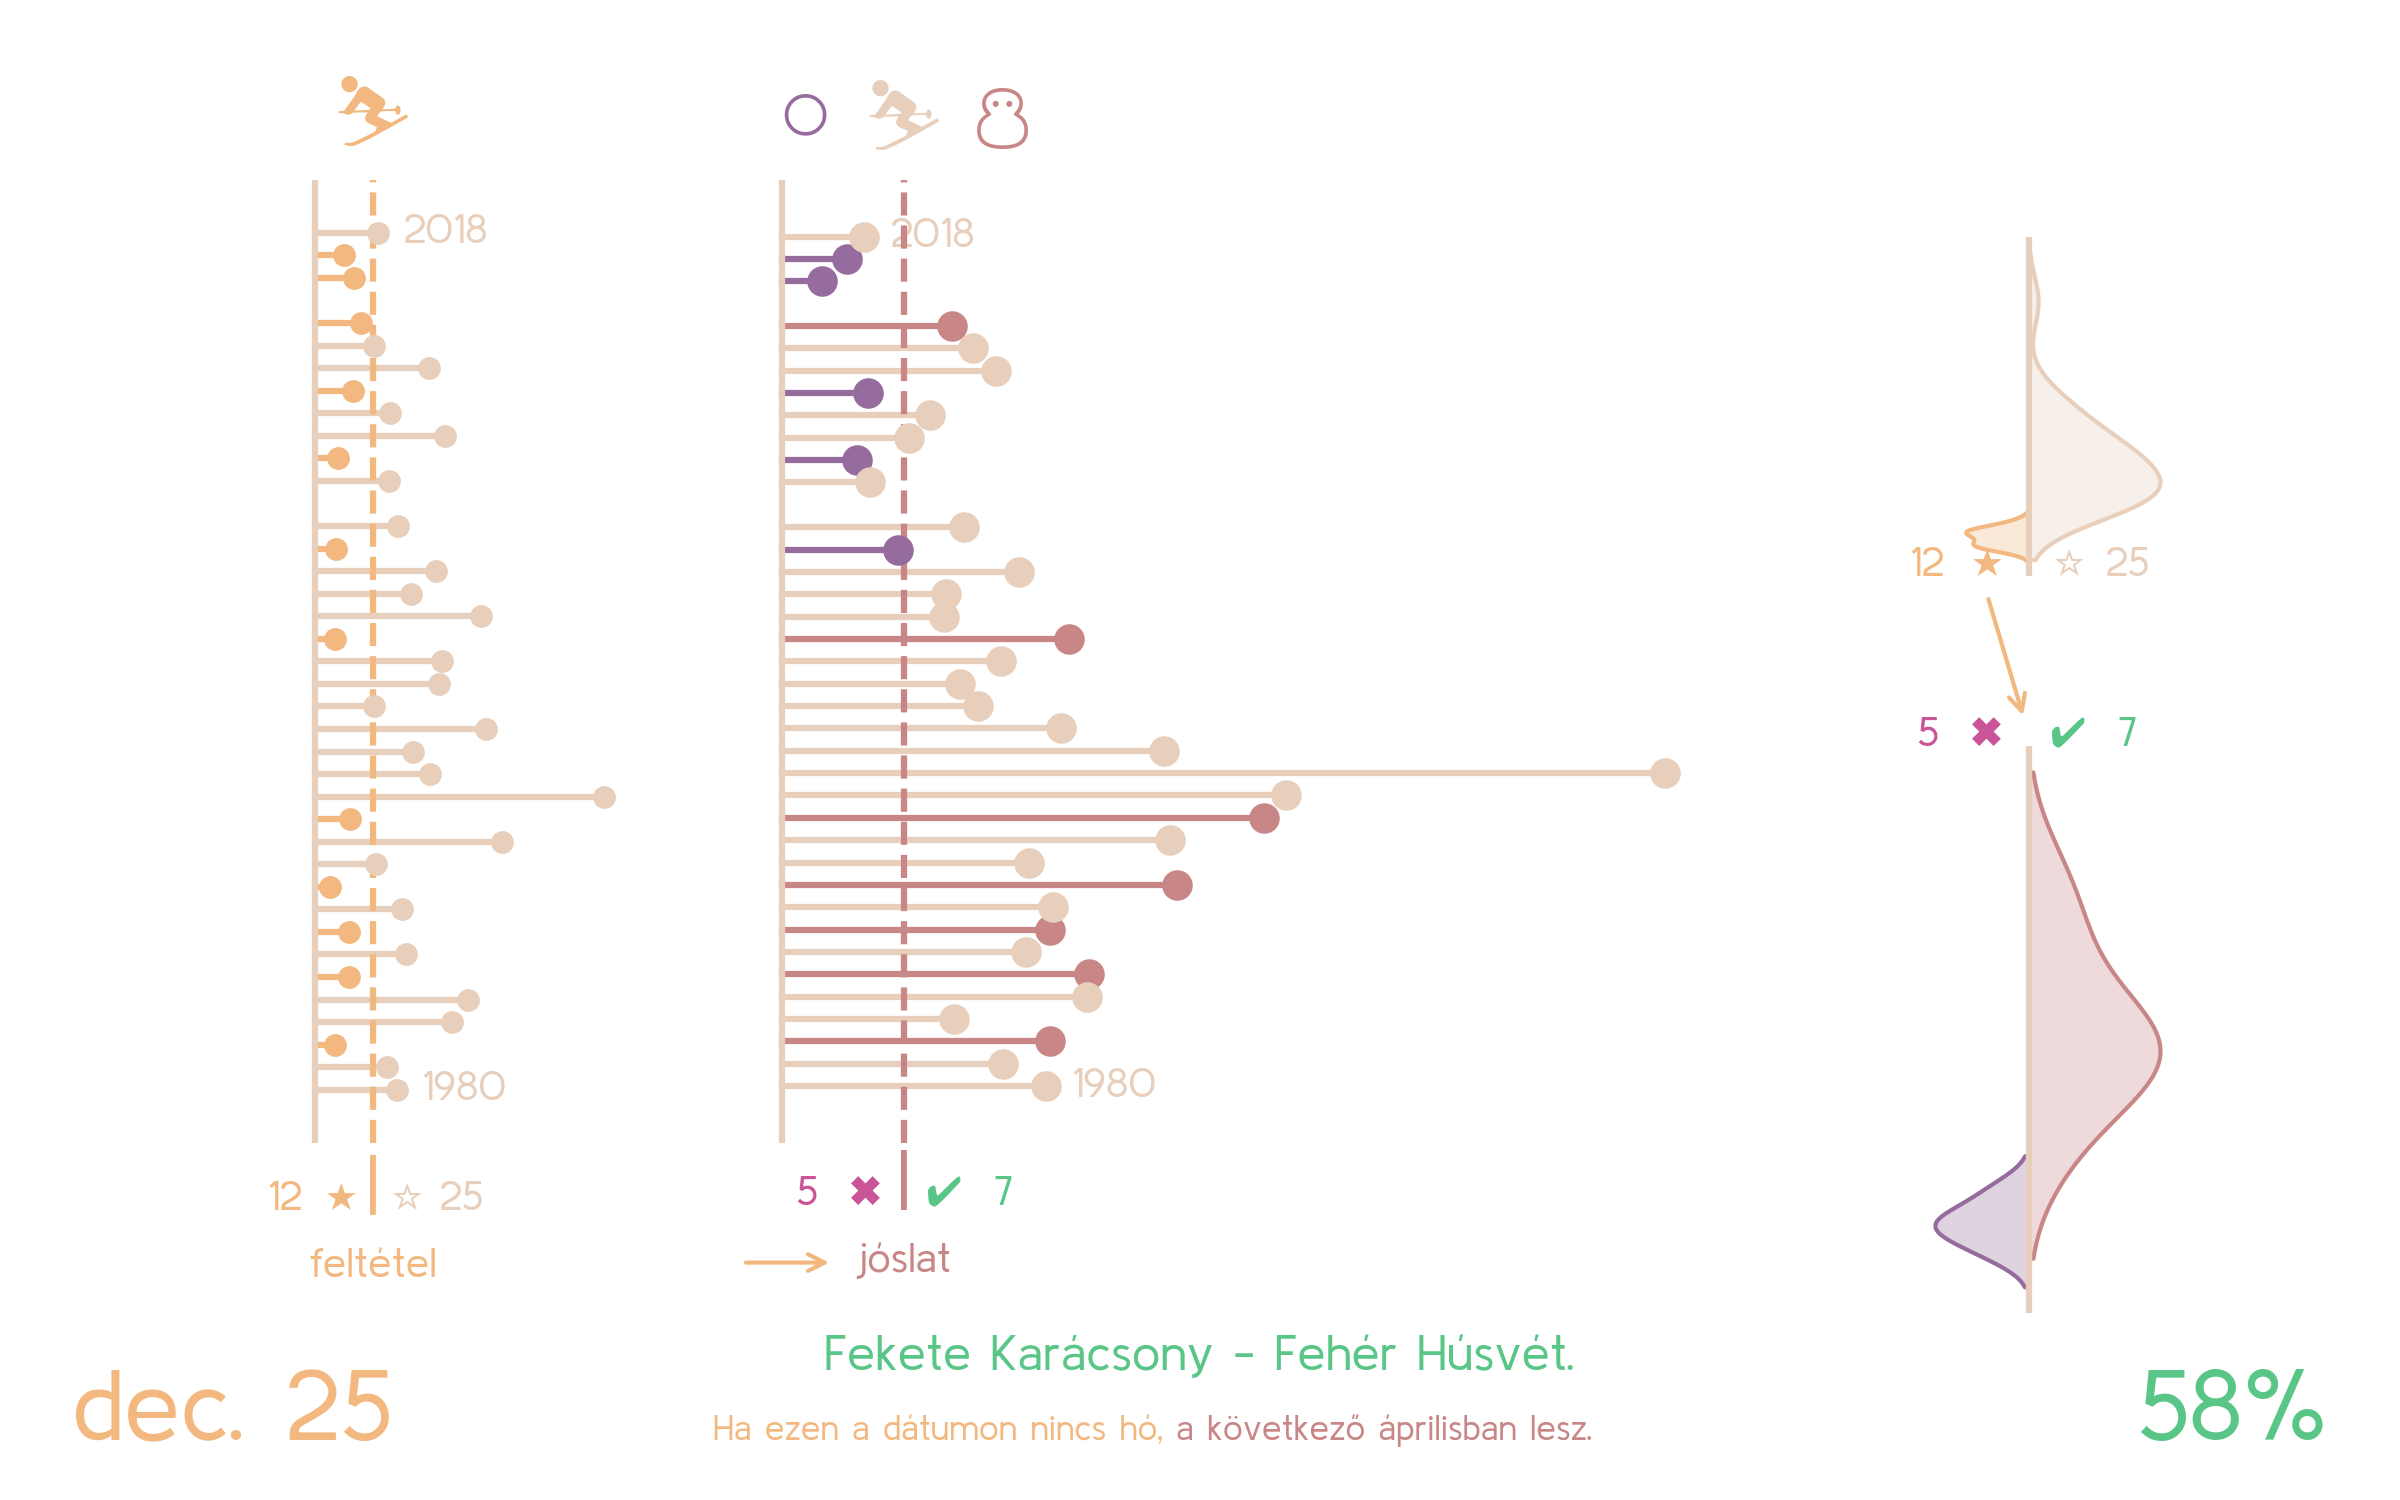 2018
2018
12 ★ ☆ 25
5 ✖ ✔ 7
1980
1980
12 ★ ☆ 25
5 ✖ ✔ 7
feltétel
jóslat
Fekete Karácsony - Fehér Húsvét.
dec. 25
58%
Ha ezen a dátumon nincs hó, a következő áprilisban lesz.